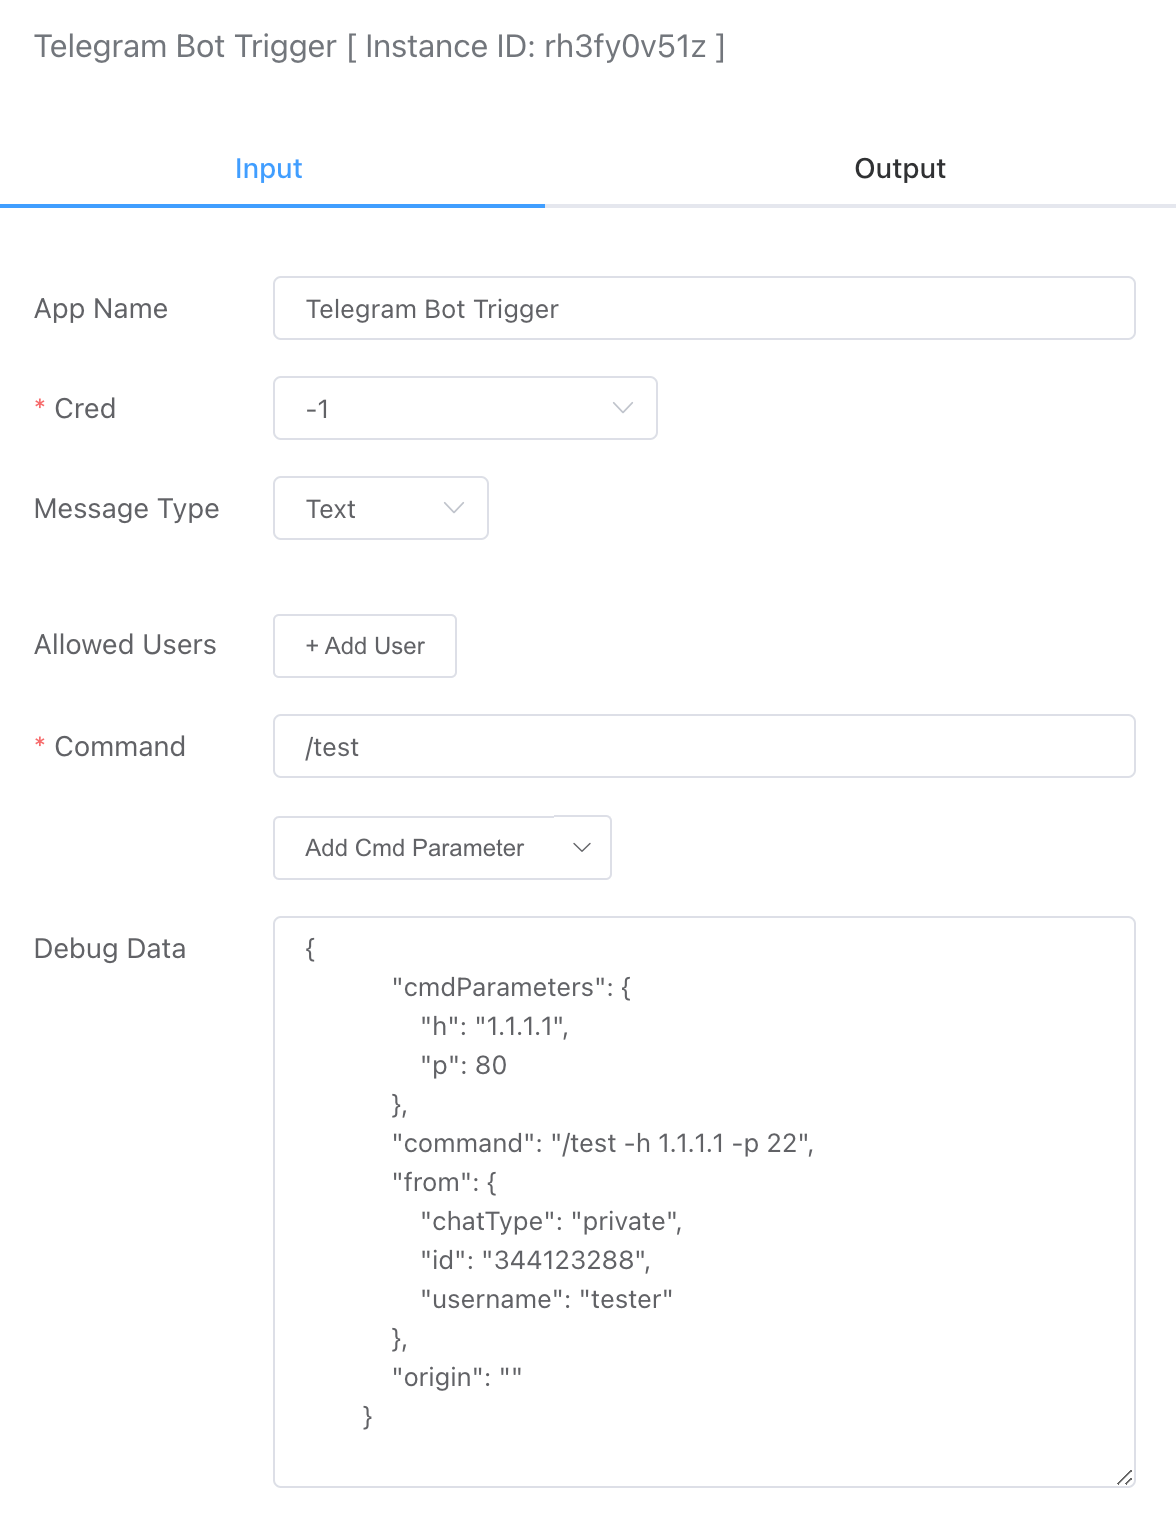 Telegram Bot Trigger [ Instance ID: rh3fy0v51z ]
Input
Output
App Name
Telegram Bot Trigger
* Cred
-1
Message Type
Text
Allowed Users
+ Add User
* Command
/test
Add Cmd Parameter
Debug Data
{
"cmdParameters": {
"h": "1.1.1.1",
"p": 80
},
"command": "/test -h 1.1.1.1 -p 22",
"from": {
"chatType": "private",
"id": "344123288",
"username": "tester"
},
"origin": ""
}